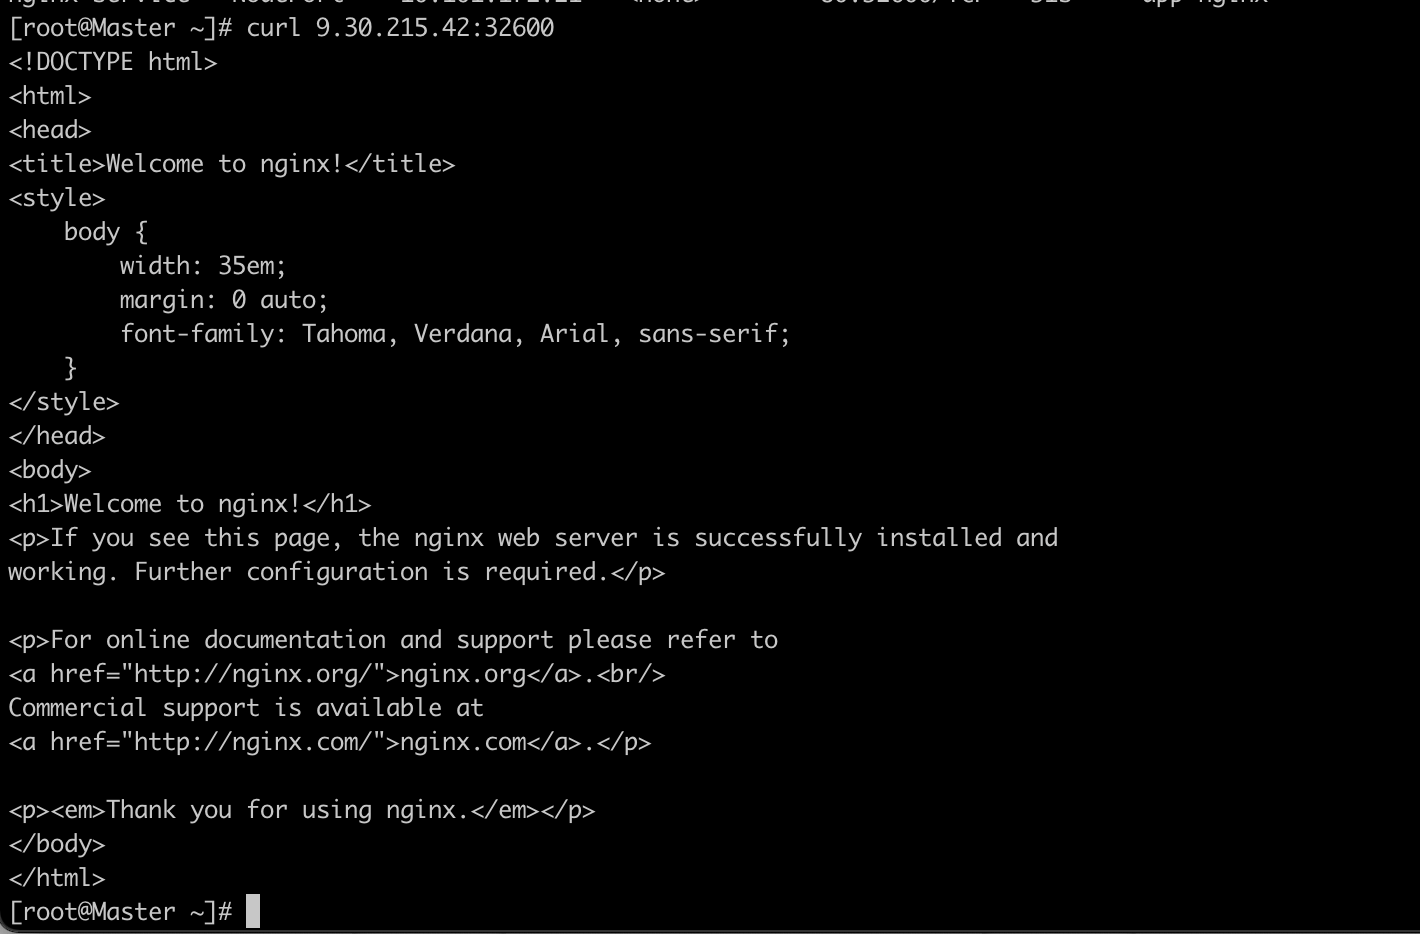 [root@Master ~]# curl 9.30.215.42:32600
<!DOCTYPE html>
<html>
<head>
<title>Welcome to nginx!</title>
<style>
    body {
        width: 35em;
        margin: 0 auto;
        font-family: Tahoma, Verdana, Arial, sans-serif;
    }
</style>
</head>
<body>
<h1>Welcome to nginx!</h1>
<p>If you see this page, the nginx web server is successfully installed and
working. Further configuration is required.</p>

<p>For online documentation and support please refer to
<a href="http://nginx.org/">nginx.org</a>.<br/>
Commercial support is available at
<a href="http://nginx.com/">nginx.com</a>.</p>

<p><em>Thank you for using nginx.</em></p>
</body>
</html>
[root@Master ~]#